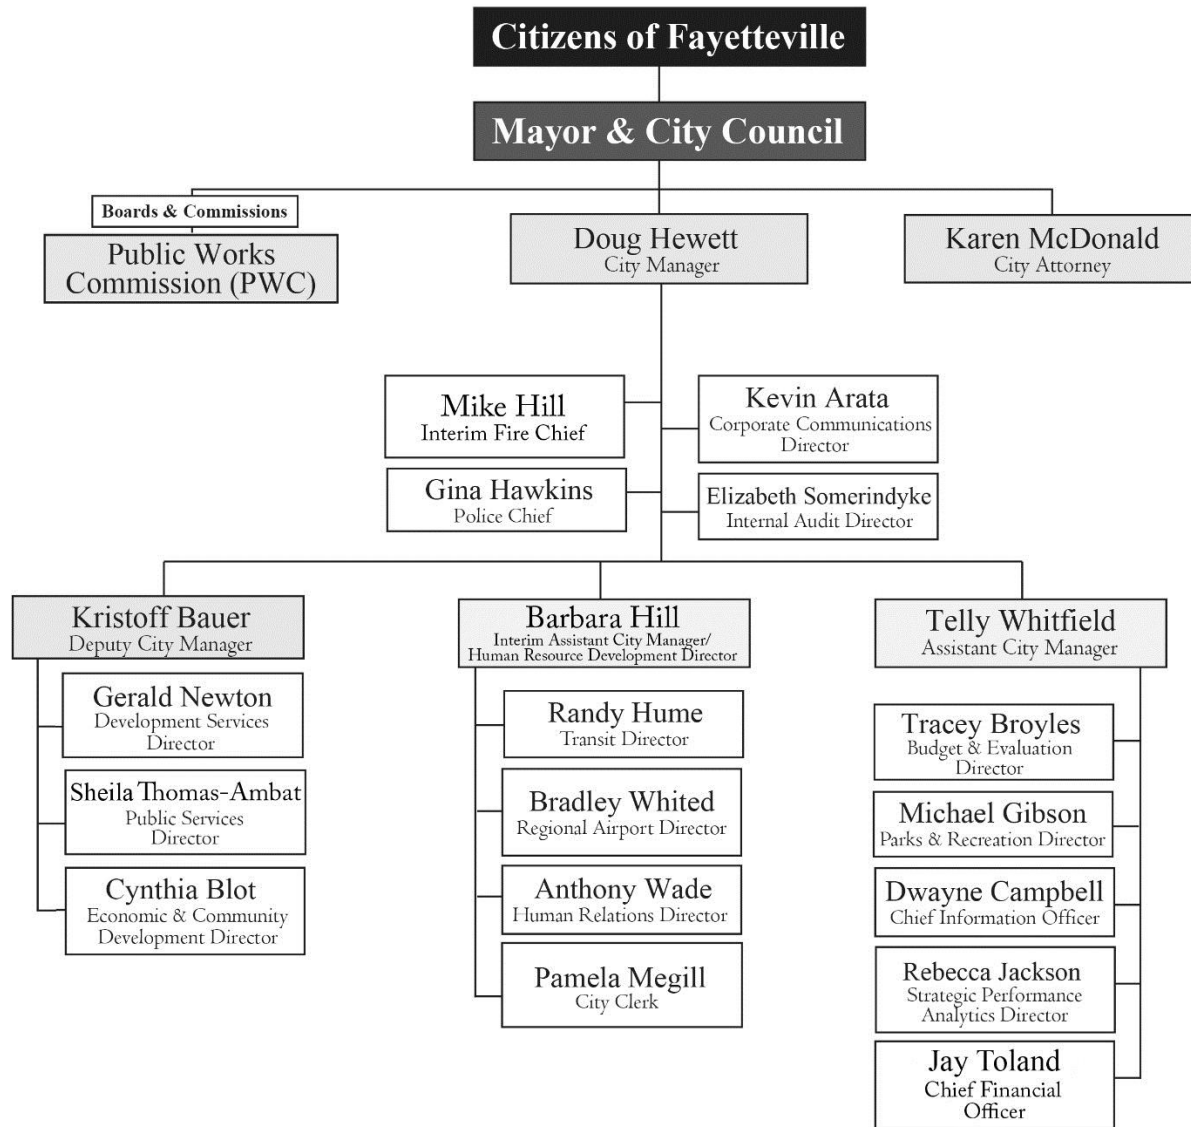 Citizens of Fayetteville
Mayor & City Council
Boards & Commissions
Public Works
Commission (PWC)
Doug Hewett
City Manager
Karen McDonald
City Attorney
Mike Hill
Interim Fire Chief
Kevin Arata
Corporate Communications
Director
Gina Hawkins
Police Chief
Elizabeth Somerindyke
Internal Audit Director
Kristoff Bauer
Deputy City Manager
Gerald Newton
Development Services
Director
Sheila Thomas-Ambat
Public Services
Director
Cynthia Blot
Economic & Community
Development Director
Barbara Hill
Interim Assistant City Manager/
Human Resource Development Director
Randy Hume
Transit Director
Bradley Whited
Regional Airport Director
Anthony Wade
Human Relations Director
Pamela Megill
City Clerk
Telly Whitfield
Assistant City Manager
Tracey Broyles
Budget & Evaluation
Director
Michael Gibson
Parks & Recreation Director
Dwayne Campbell
Chief Information Officer
Rebecca Jackson
Strategic Performance
Analytics Director
Jay Toland
Chief Financial
Officer